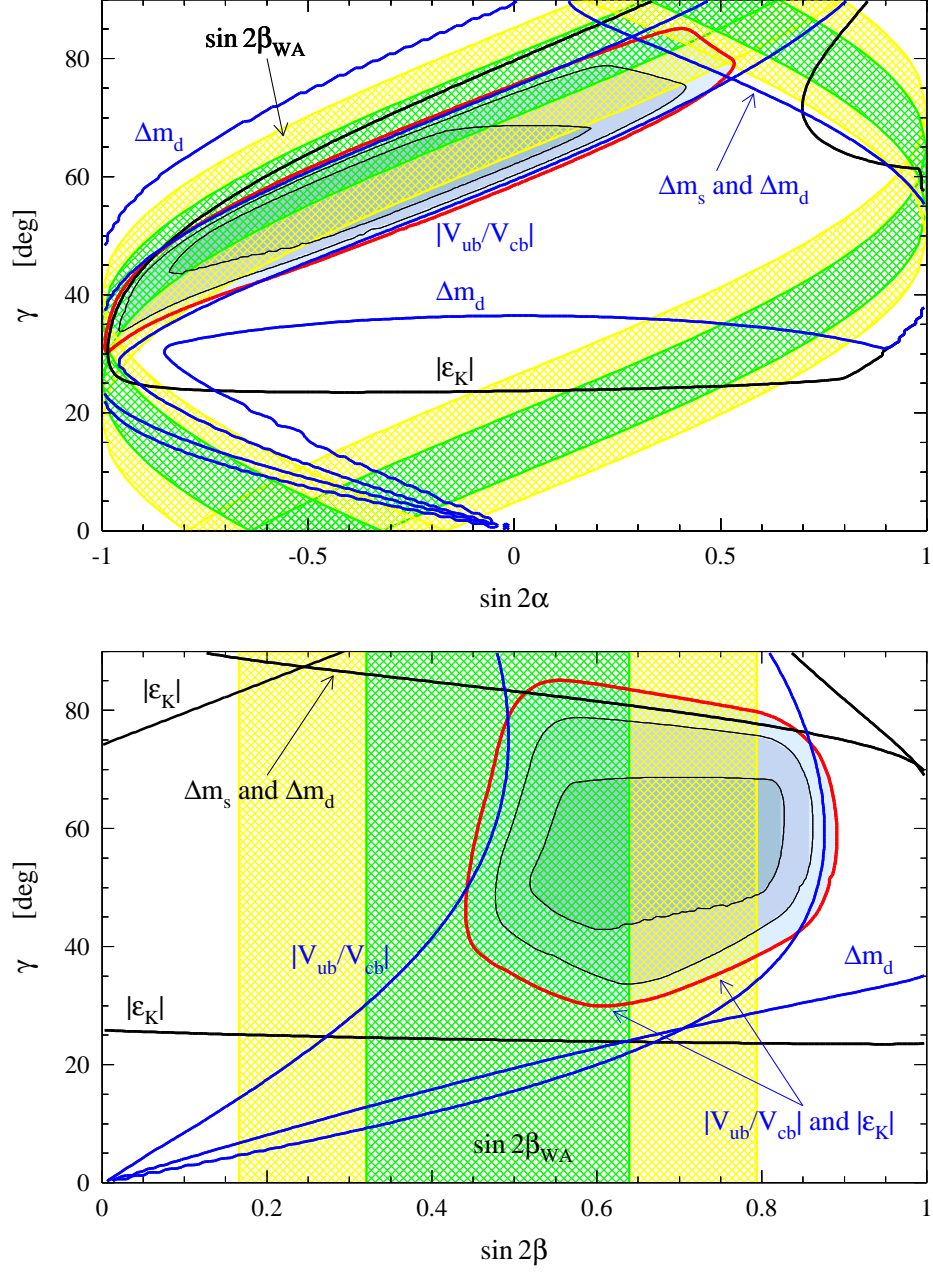 80
60
40
20
0
-1
-0.5
0
0.5
1
γ [deg]
sin 2α
sin 2β_WA
Δm_d
Δm_s and Δm_d
|V_ub/V_cb|
Δm_d
|ε_K|
80
60
40
20
0
0
0.2
0.4
0.6
0.8
1
γ [deg]
sin 2β
|ε_K|
Δm_s and Δm_d
|V_ub/V_cb|
Δm_d
|ε_K|
|V_ub/V_cb| and |ε_K|
sin 2β_WA